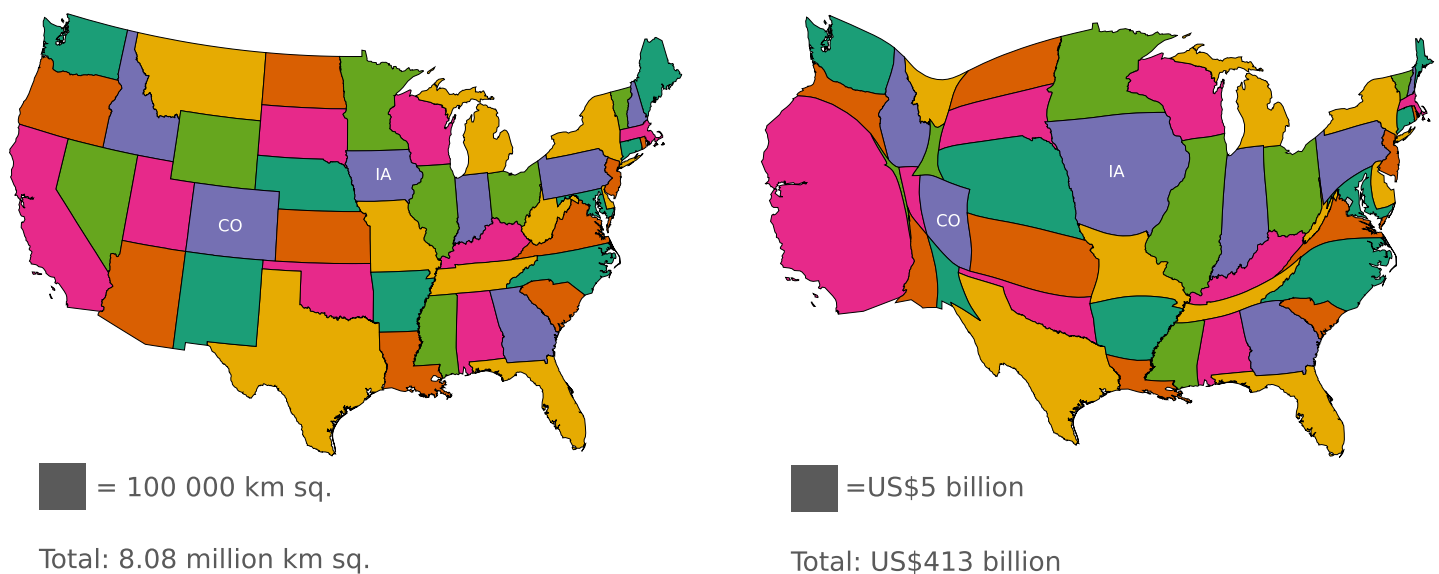 IA
CO
= 100 000 km sq.
Total: 8.08 million km sq.
IA
CO
=US$5 billion
Total: US$413 billion